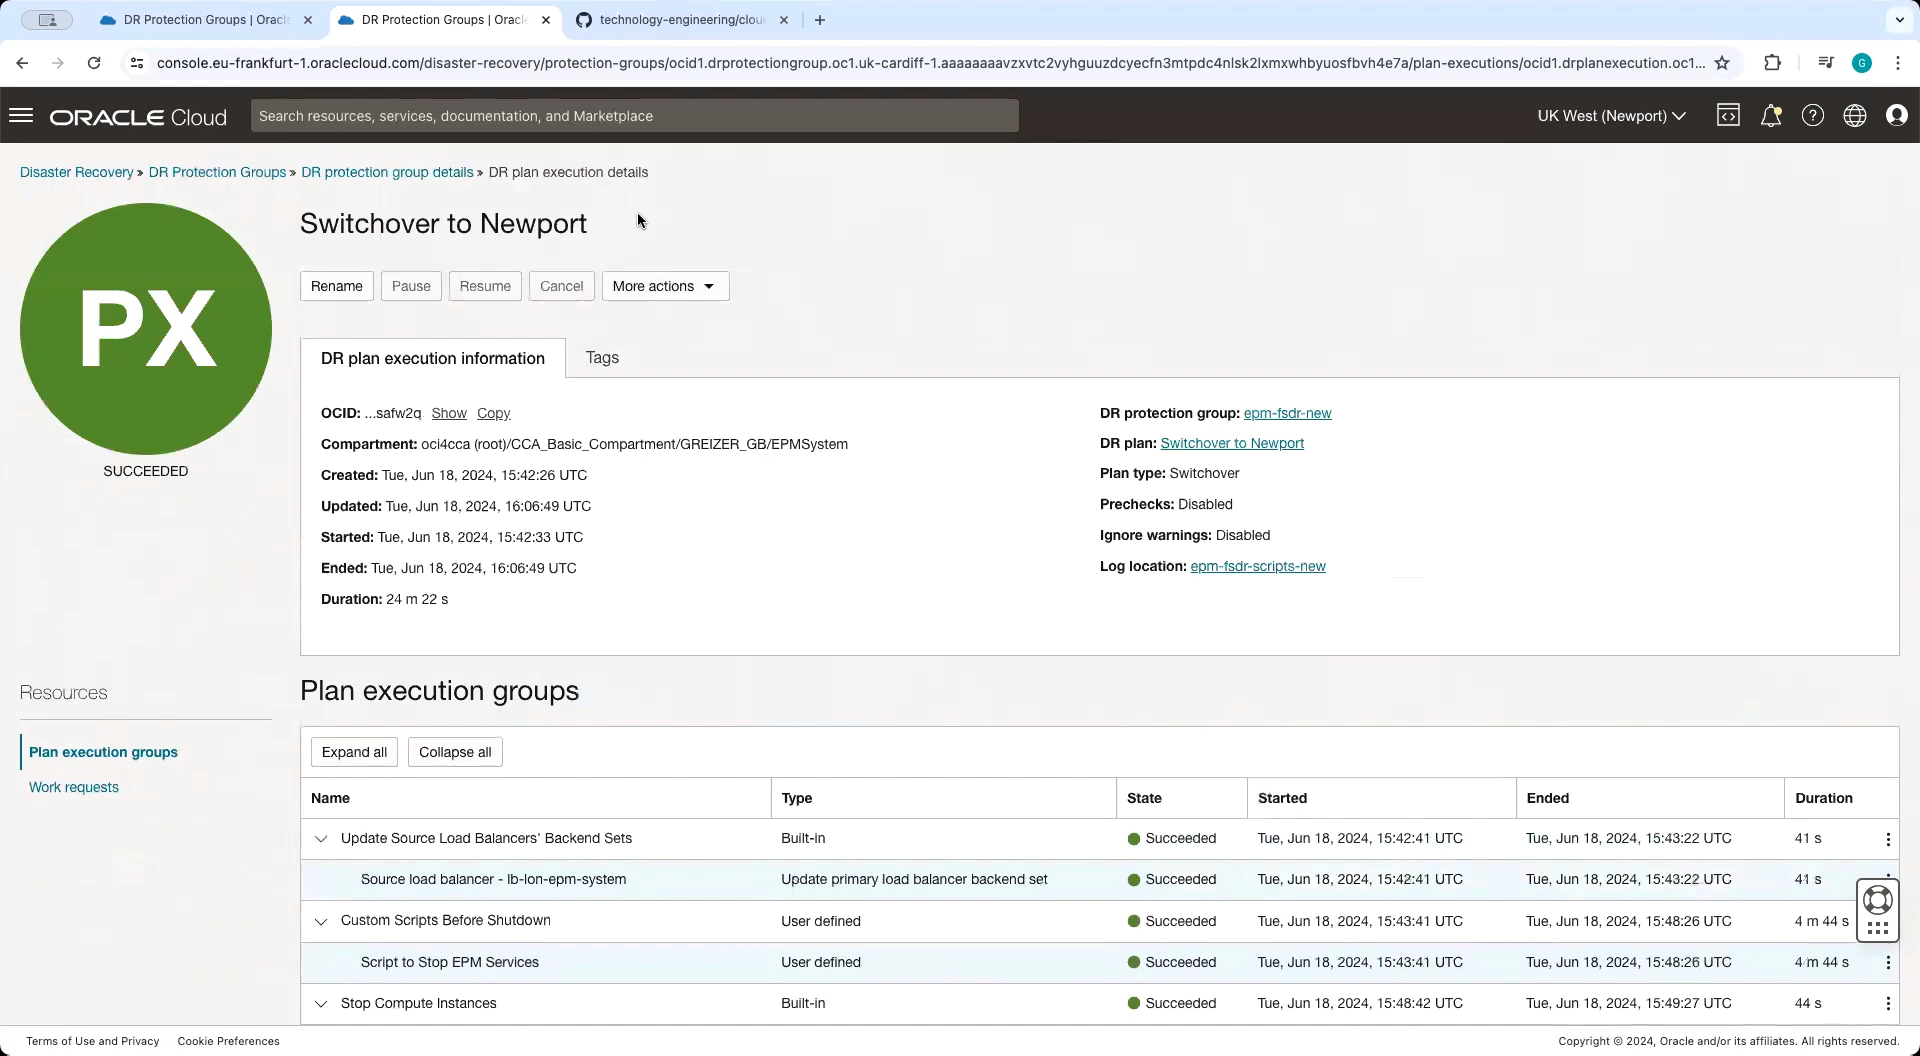 DR Protection Groups | Oracle
DR Protection Groups | Oracle
technology-engineering/clou
console.eu-frankfurt-1.oraclecloud.com/disaster-recovery/protection-groups/ocid1.drprotectiongroup.oc1.uk-cardiff-1.aaaaaaaavzxvtc2vyhguuzdcyecfn3mtpdc4nlsk2lxmxwhbyuosfbvh4e7a/plan-executions/ocid1.drplanexecution.oc1...
G
ORACLE Cloud
Search resources, services, documentation, and Marketplace
UK West (Newport)
Disaster Recovery » DR Protection Groups » DR protection group details » DR plan execution details
PX
SUCCEEDED
Switchover to Newport
Rename
Pause
Resume
Cancel
More actions
DR plan execution information
Tags
OCID: ...safw2q Show Copy
Compartment: oci4cca (root)/CCA_Basic_Compartment/GREIZER_GB/EPMSystem
Created: Tue, Jun 18, 2024, 15:42:26 UTC
Updated: Tue, Jun 18, 2024, 16:06:49 UTC
Started: Tue, Jun 18, 2024, 15:42:33 UTC
Ended: Tue, Jun 18, 2024, 16:06:49 UTC
Duration: 24 m 22 s
DR protection group: epm-fsdr-new
DR plan: Switchover to Newport
Plan type: Switchover
Prechecks: Disabled
Ignore warnings: Disabled
Log location: epm-fsdr-scripts-new
Resources
Plan execution groups
Work requests
Plan execution groups
Expand all
Collapse all
Name Type State Started Ended Duration
Update Source Load Balancers' Backend Sets Built-in Succeeded Tue, Jun 18, 2024, 15:42:41 UTC Tue, Jun 18, 2024, 15:43:22 UTC 41 s
Source load balancer - lb-lon-epm-system Update primary load balancer backend set Succeeded Tue, Jun 18, 2024, 15:42:41 UTC Tue, Jun 18, 2024, 15:43:22 UTC 41 s
Custom Scripts Before Shutdown User defined Succeeded Tue, Jun 18, 2024, 15:43:41 UTC Tue, Jun 18, 2024, 15:48:26 UTC 4 m 44 s
Script to Stop EPM Services User defined Succeeded Tue, Jun 18, 2024, 15:43:41 UTC Tue, Jun 18, 2024, 15:48:26 UTC 4 m 44 s
Stop Compute Instances Built-in Succeeded Tue, Jun 18, 2024, 15:48:42 UTC Tue, Jun 18, 2024, 15:49:27 UTC 44 s
Terms of Use and Privacy Cookie Preferences
Copyright © 2024, Oracle and/or its affiliates. All rights reserved.